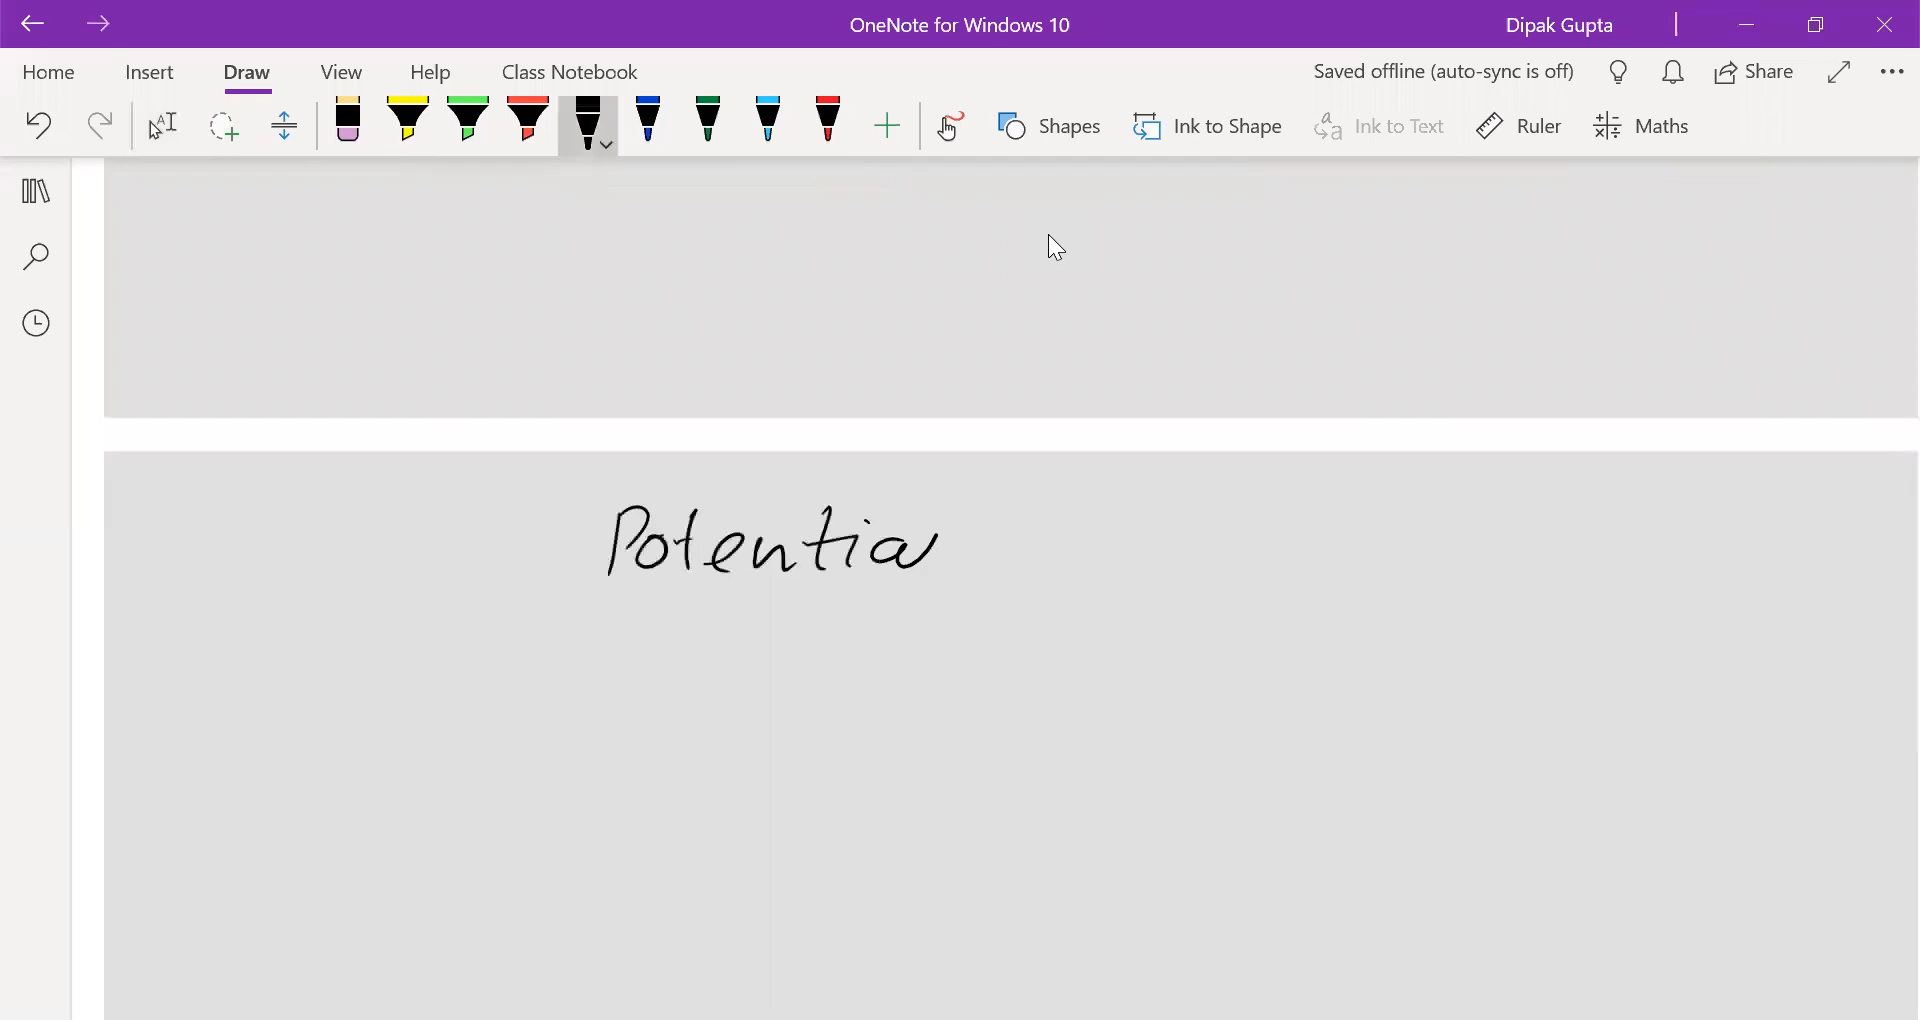 OneNote for Windows 10 Dipak Gupta
Home Insert Draw View Help Class Notebook Saved offline (auto-sync is off) Share
Shapes Ink to Shape Ink to Text Ruler Maths
Potentia